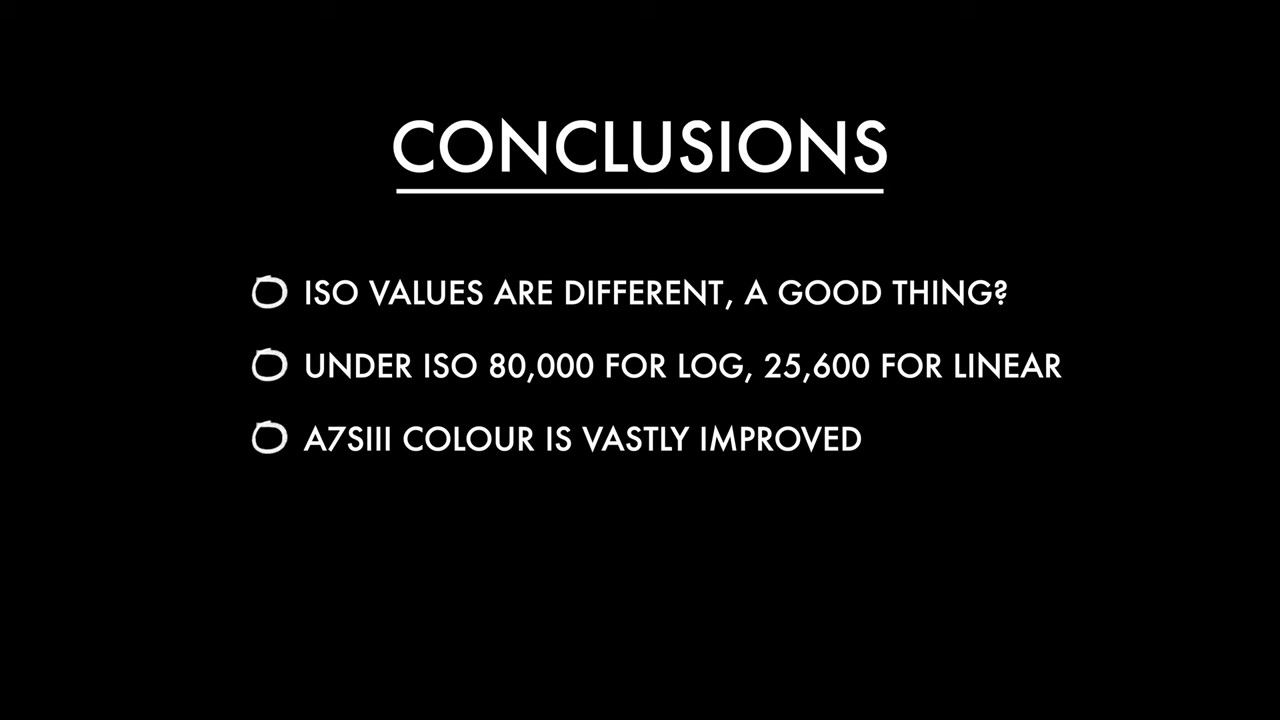 CONCLUSIONS
ISO VALUES ARE DIFFERENT, A GOOD THING?
UNDER ISO 80,000 FOR LOG, 25,600 FOR LINEAR
A7SIII COLOUR IS VASTLY IMPROVED